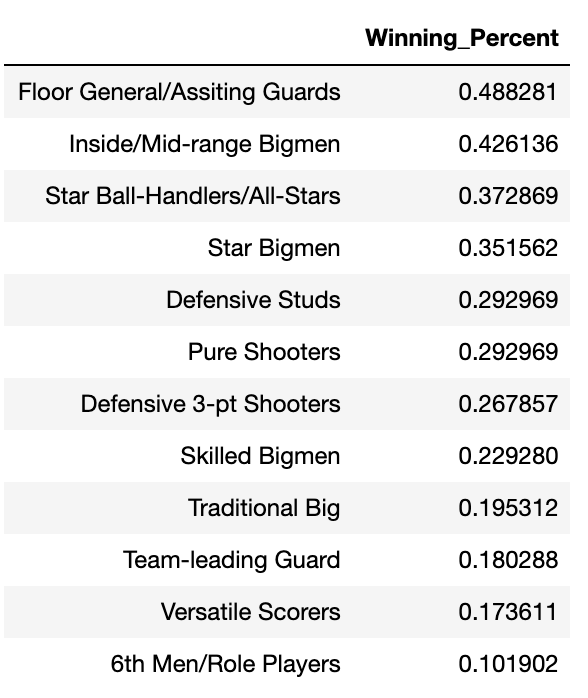 Winning_Percent
Floor General/Assiting Guards 0.488281
Inside/Mid-range Bigmen 0.426136
Star Ball-Handlers/All-Stars 0.372869
Star Bigmen 0.351562
Defensive Studs 0.292969
Pure Shooters 0.292969
Defensive 3-pt Shooters 0.267857
Skilled Bigmen 0.229280
Traditional Big 0.195312
Team-leading Guard 0.180288
Versatile Scorers 0.173611
6th Men/Role Players 0.101902